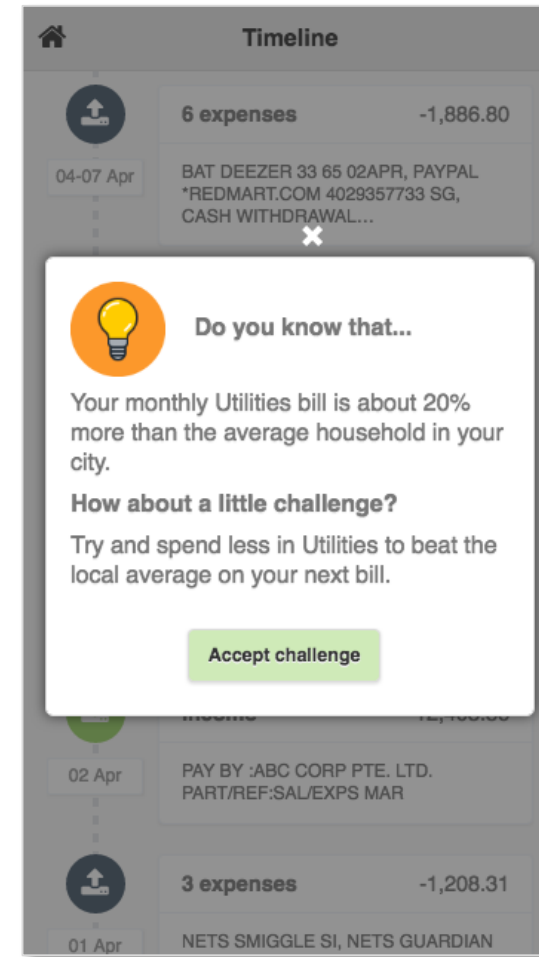 Timeline
6 expenses -1,886.80
04-07 Apr
BAT DEEZER 33 65 02APR, PAYPAL
*REDMART.COM 4029357733 SG,
CASH WITHDRAWAL...
Do you know that...
Your monthly Utilities bill is about 20%
more than the average household in your
city.
How about a little challenge?
Try and spend less in Utilities to beat the
local average on your next bill.
Accept challenge
02 Apr
PAY BY :ABC CORP PTE. LTD.
PART/REF:SAL/EXPS MAR
3 expenses -1,208.31
01 Apr
NETS SMIGGLE SI, NETS GUARDIAN